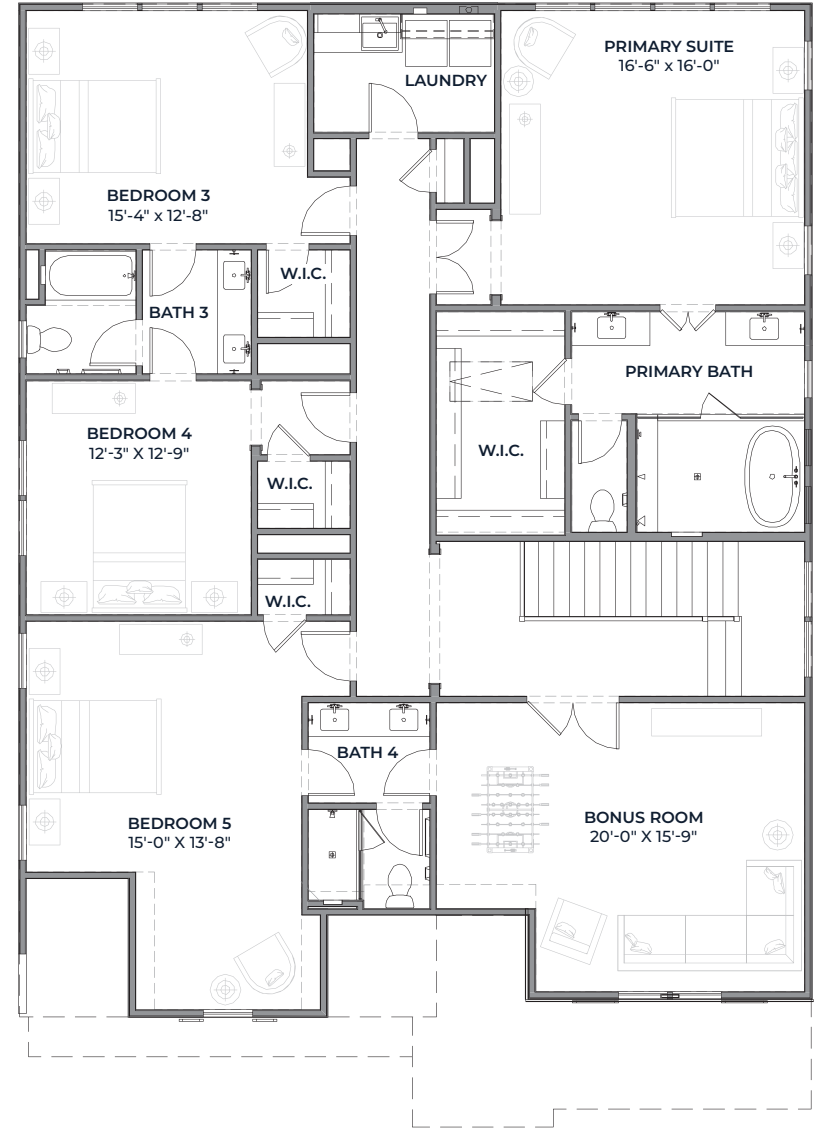 PRIMARY SUITE
16'-6" x 16'-0"
LAUNDRY
BEDROOM 3
15'-4" x 12'-8"
W.I.C.
BATH 3
PRIMARY BATH
BEDROOM 4
12'-3" X 12'-9"
W.I.C.
W.I.C.
W.I.C.
BATH 4
BEDROOM 5
15'-0" X 13'-8"
BONUS ROOM
20'-0" X 15'-9"